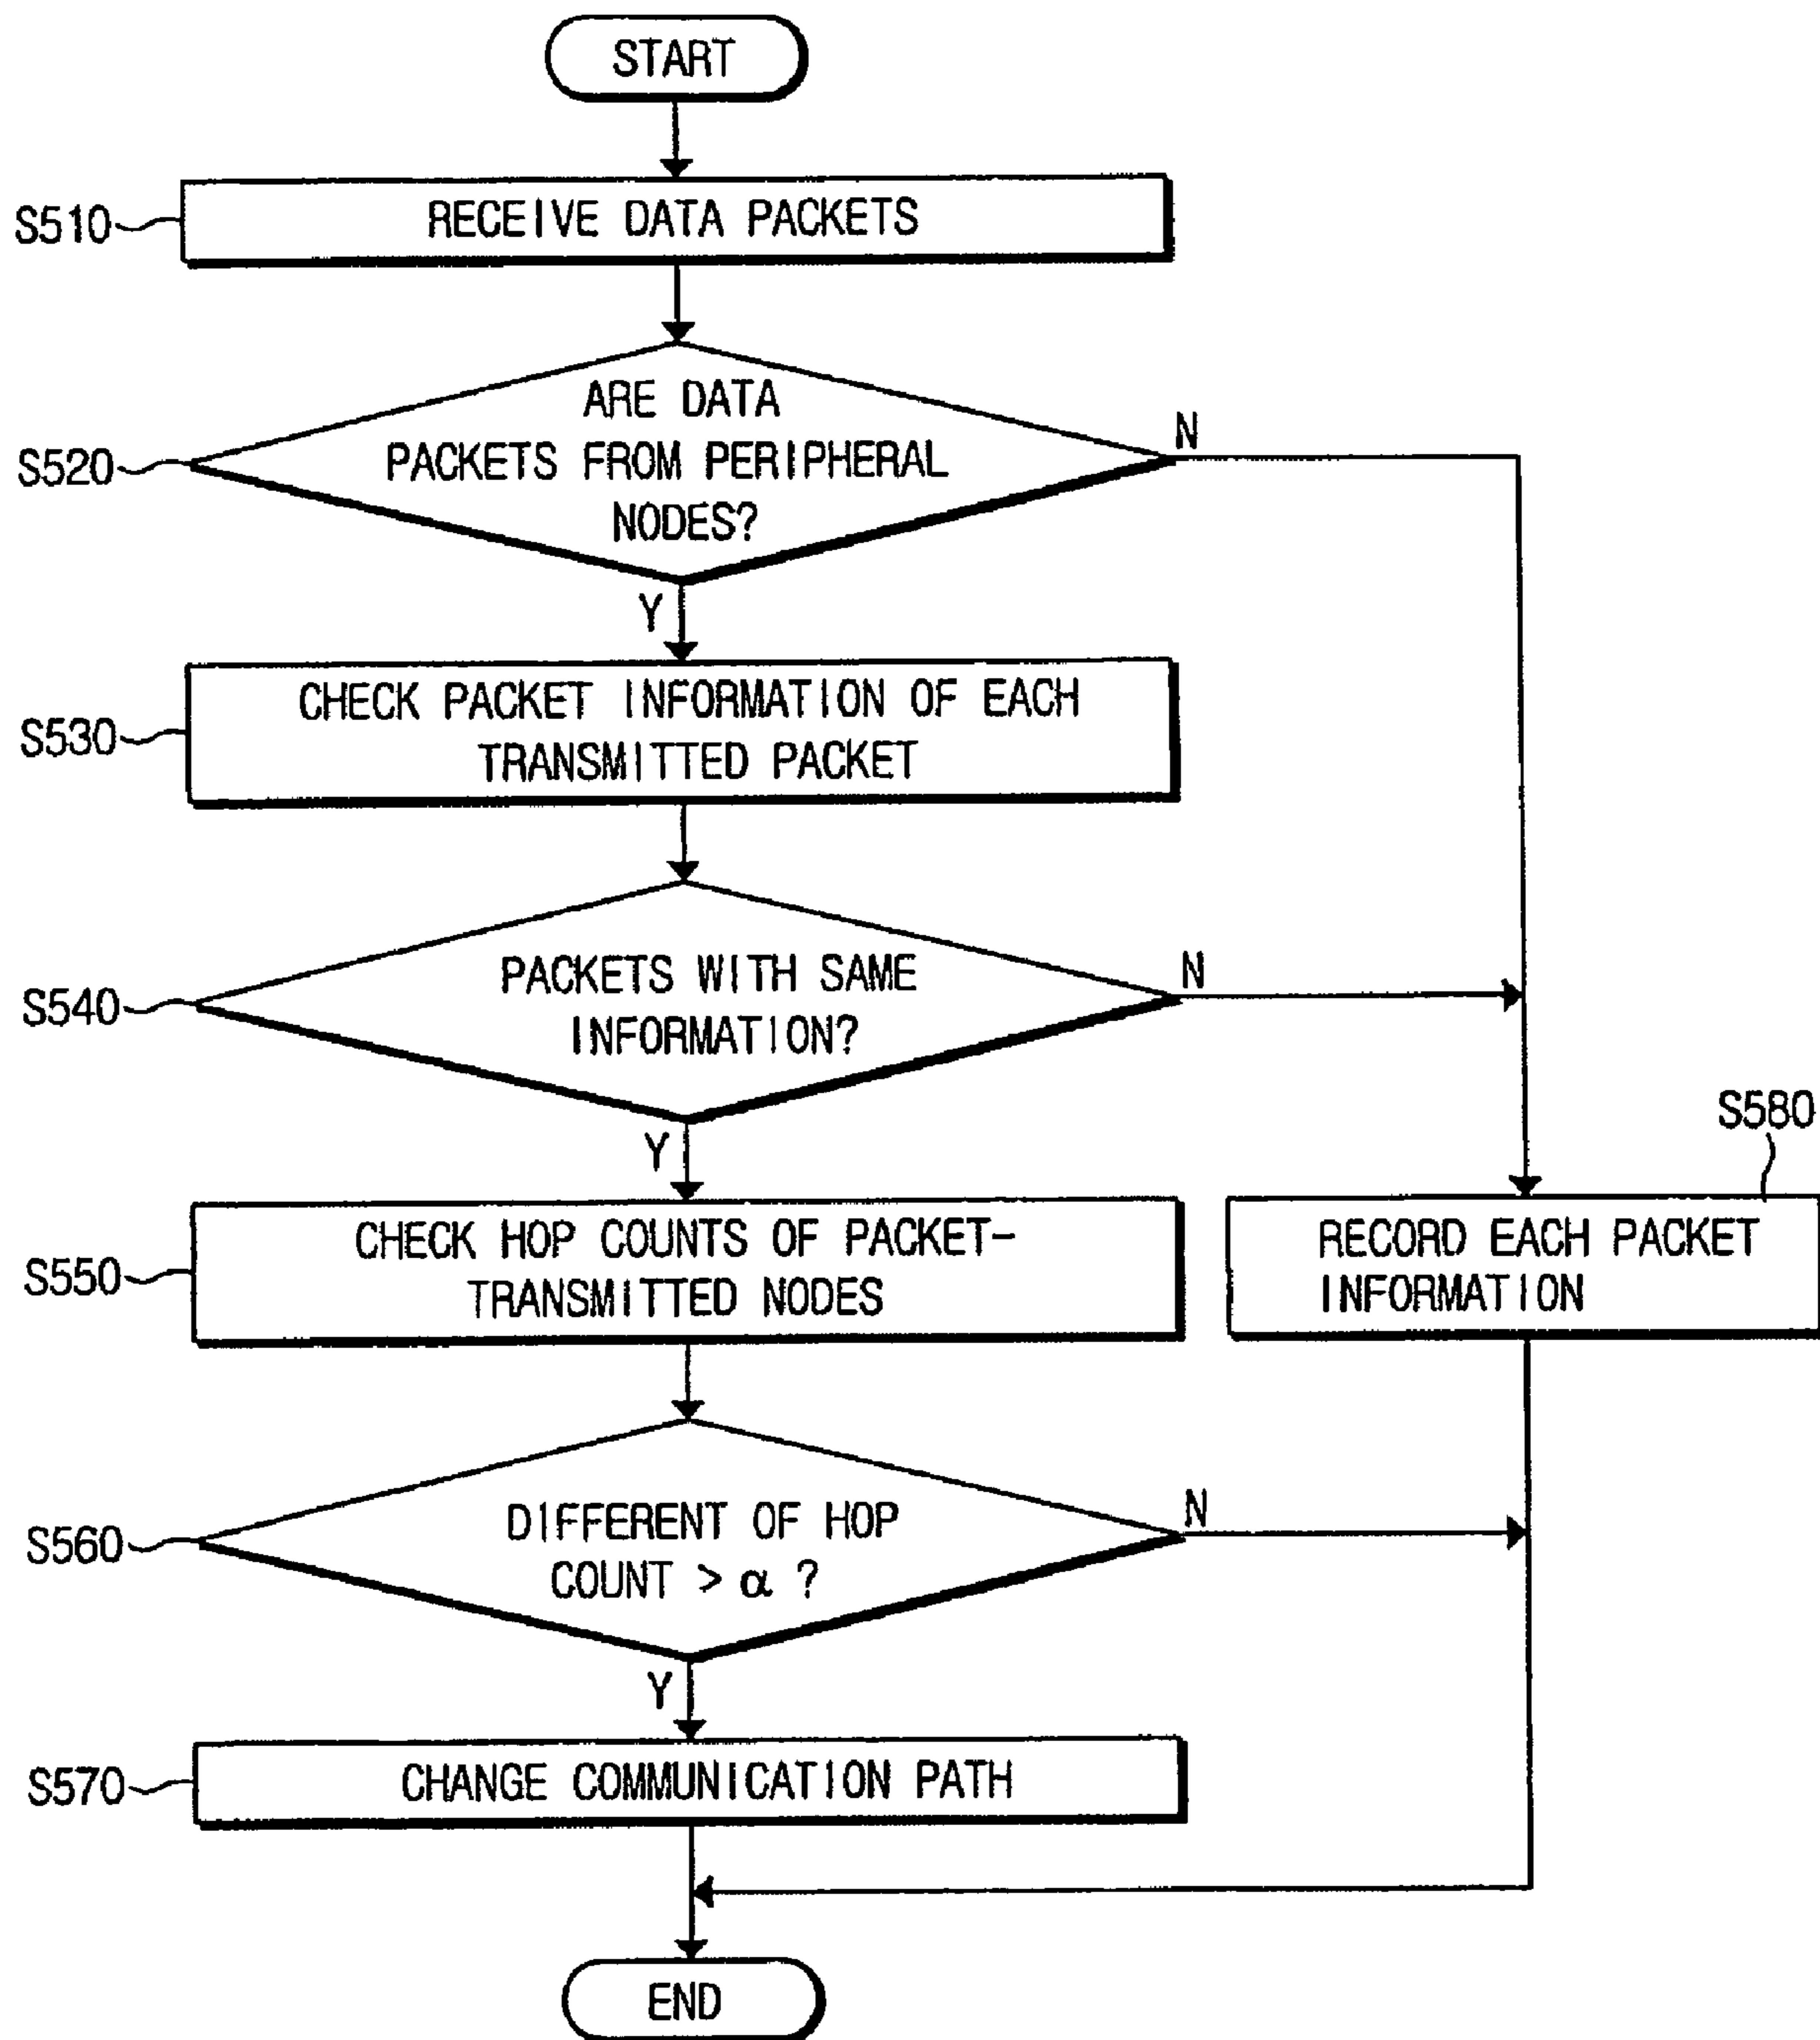 START
S510
RECEIVE DATA PACKETS
S520
ARE DATA
PACKETS FROM PERIPHERAL
NODES?
N
Y
S530
CHECK PACKET INFORMATION OF EACH
TRANSMITTED PACKET
S540
PACKETS WITH SAME
INFORMATION?
N
Y
S580
S550
CHECK HOP COUNTS OF PACKET-
TRANSMITTED NODES
RECORD EACH PACKET
INFORMATION
S560
DIFFERENT OF HOP
COUNT > α ?
N
Y
S570
CHANGE COMMUNICATION PATH
END